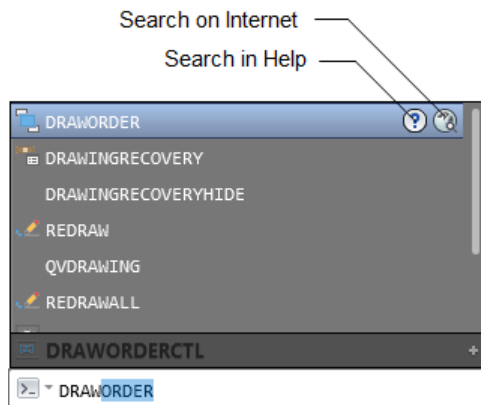 Search on Internet
Search in Help
DRAWORDER
DRAWINGRECOVERY
DRAWINGRECOVERYHIDE
REDRAW
QVDRAWING
REDRAWALL
DRAWORDERCTL
DRAWORDER